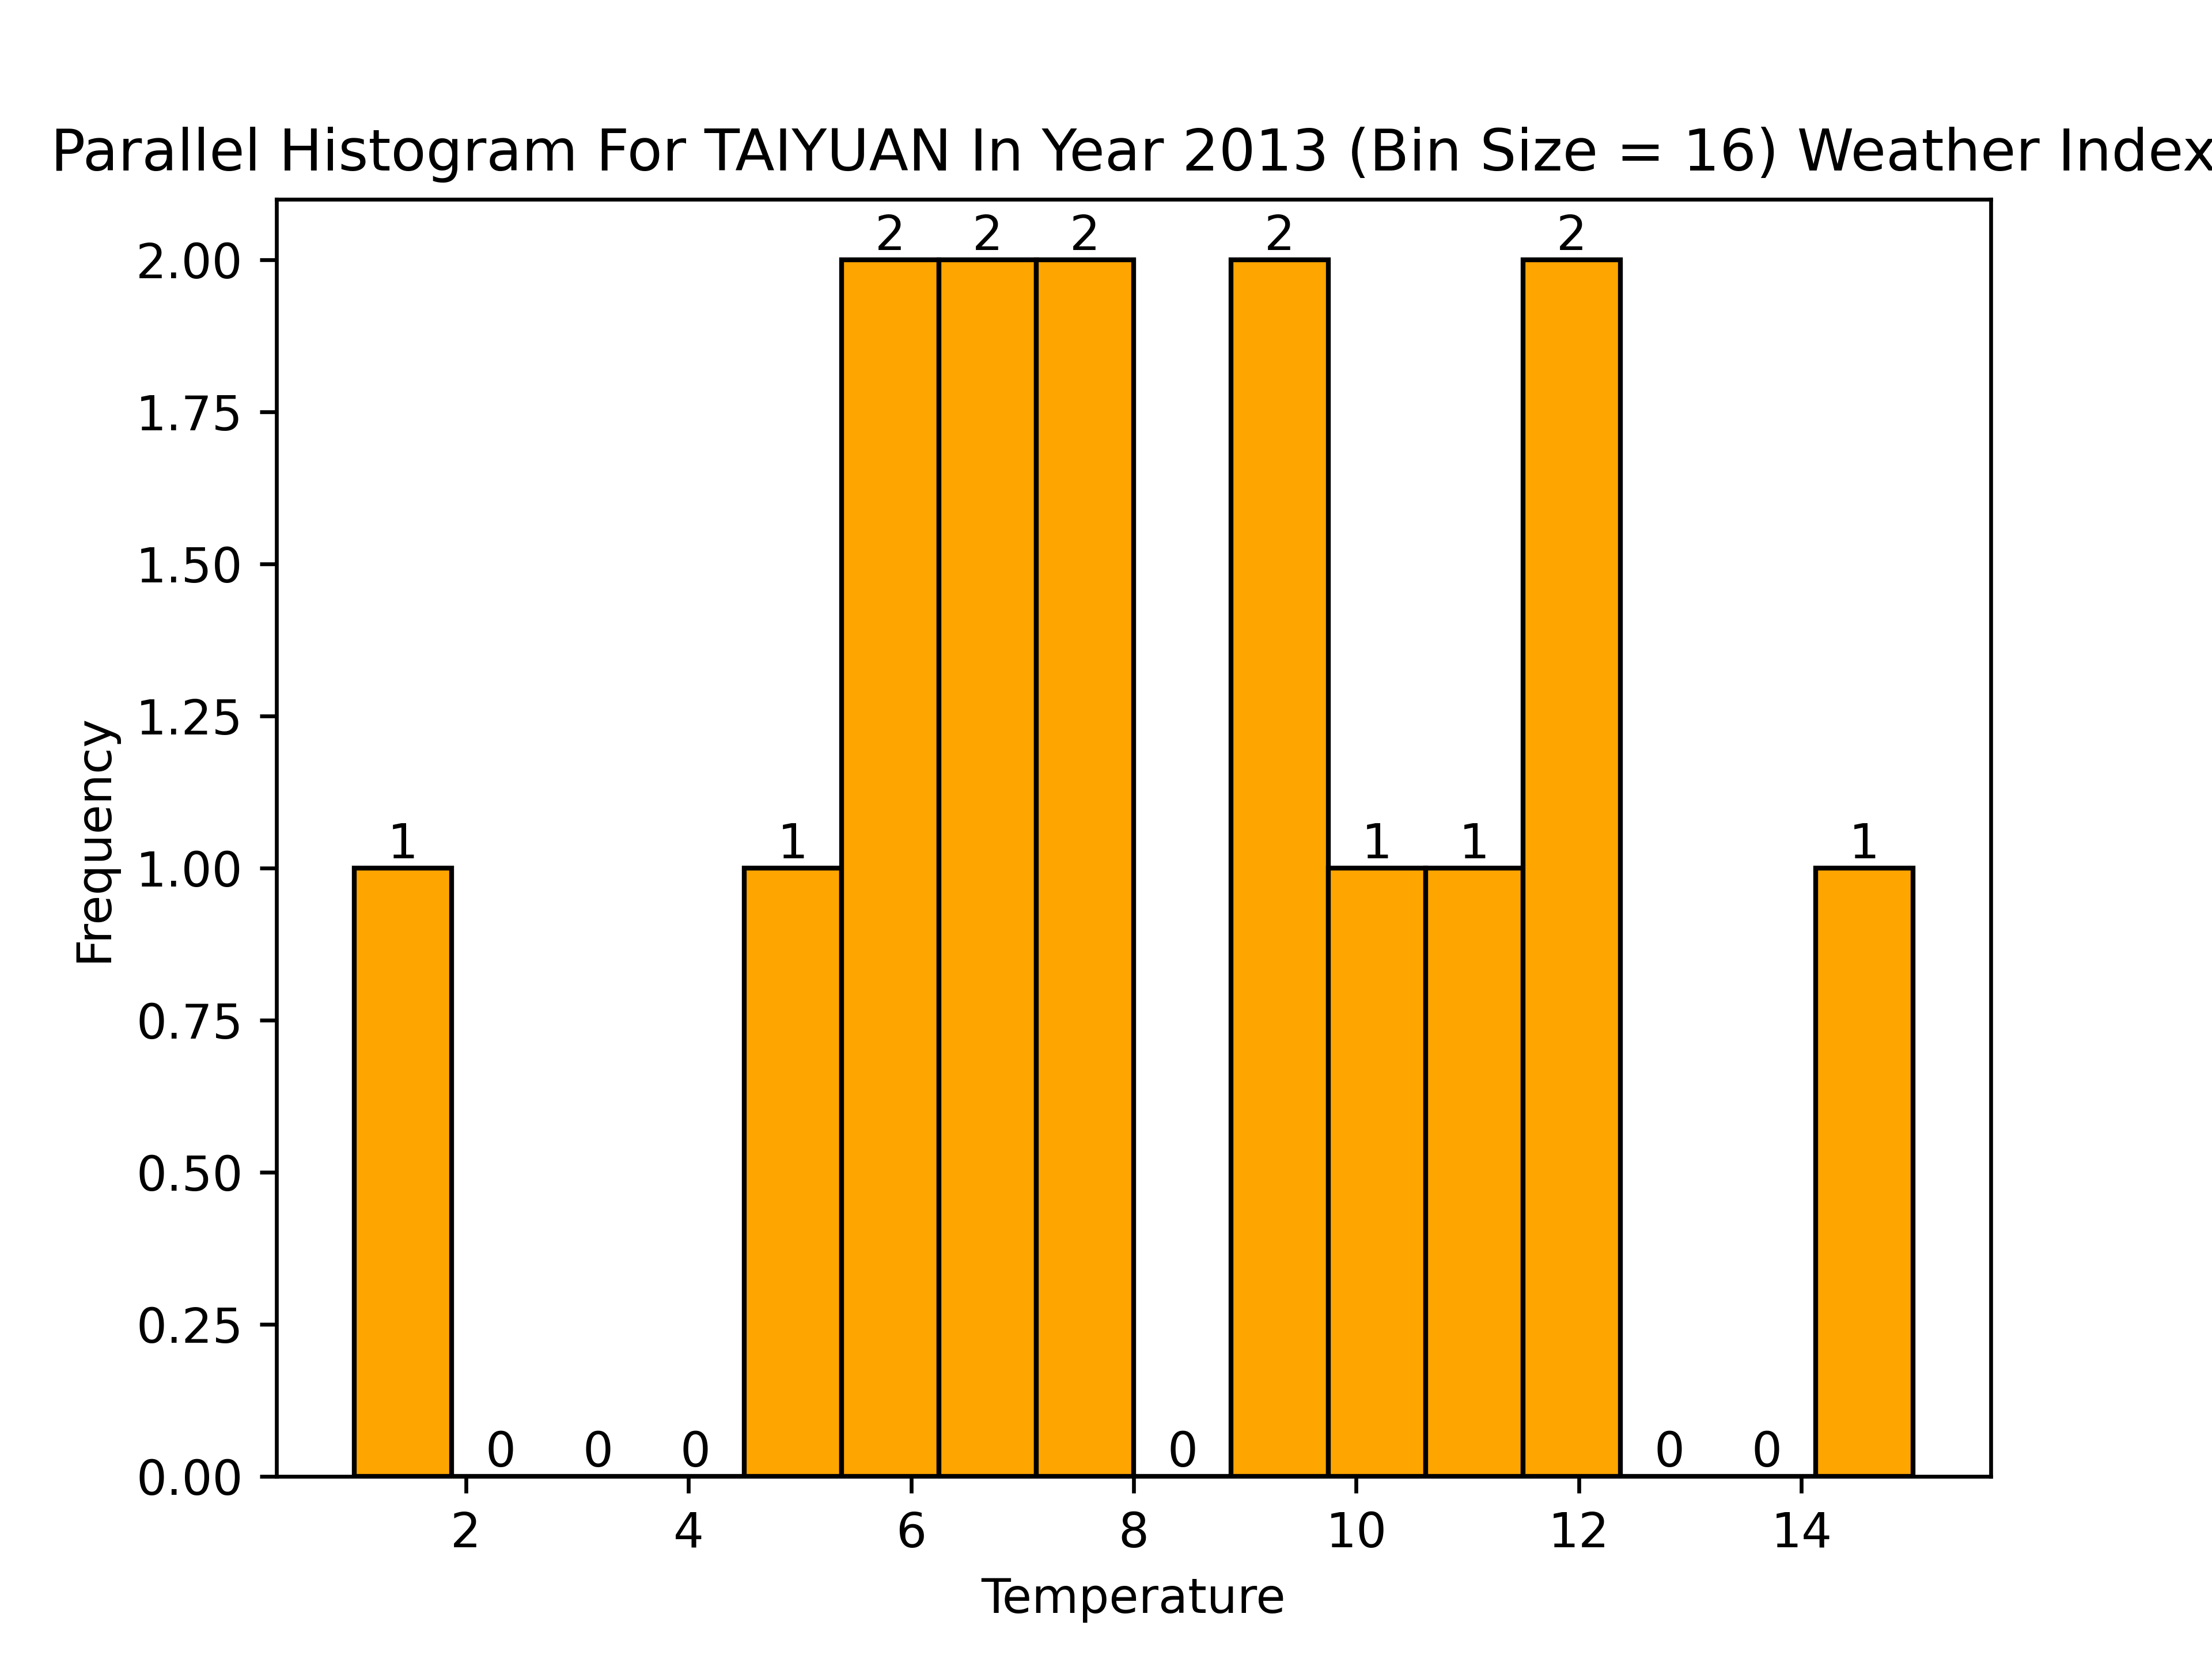 Parallel Histogram For TAIYUAN In Year 2013 (Bin Size = 16) Weather Index
2 2 2 2 2
2.00
1.75
1.50
1.25
1 1 1 1 1
1.00
0.75
0.50
0.25
0 0 0 0 0 0
0.00
Frequency
2 4 6 8 10 12 14
Temperature